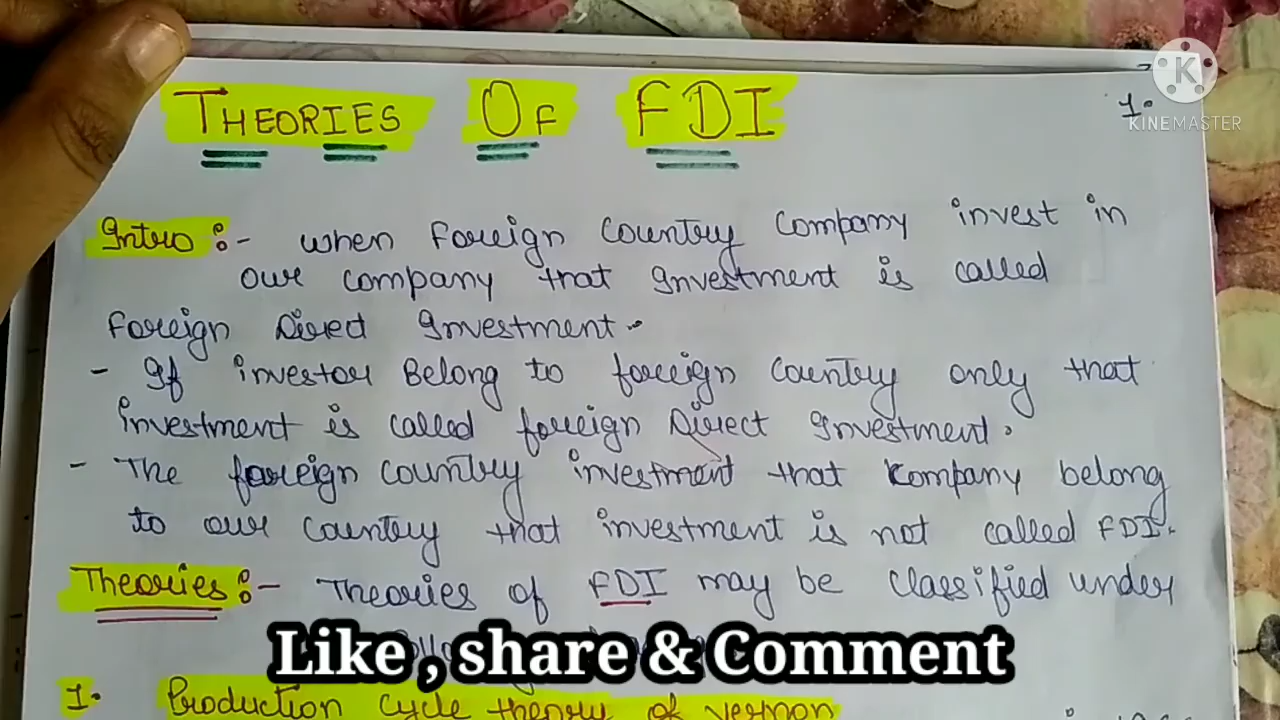 THEORIES OF FDI
1.
KINEMASTER
Intro :- when Foreign Country Company invest in
our company that Investment is called
Foreign Direct Investment.
- If investor Belong to foreign Country only that
investment is called foreign Direct Investment.
- The foreign country investment that Company belong
to our Country that investment is not called FDI.
Theories :- Theories of FDI may be classified under
Like , share & Comment
1. Production cycle theory of vernon